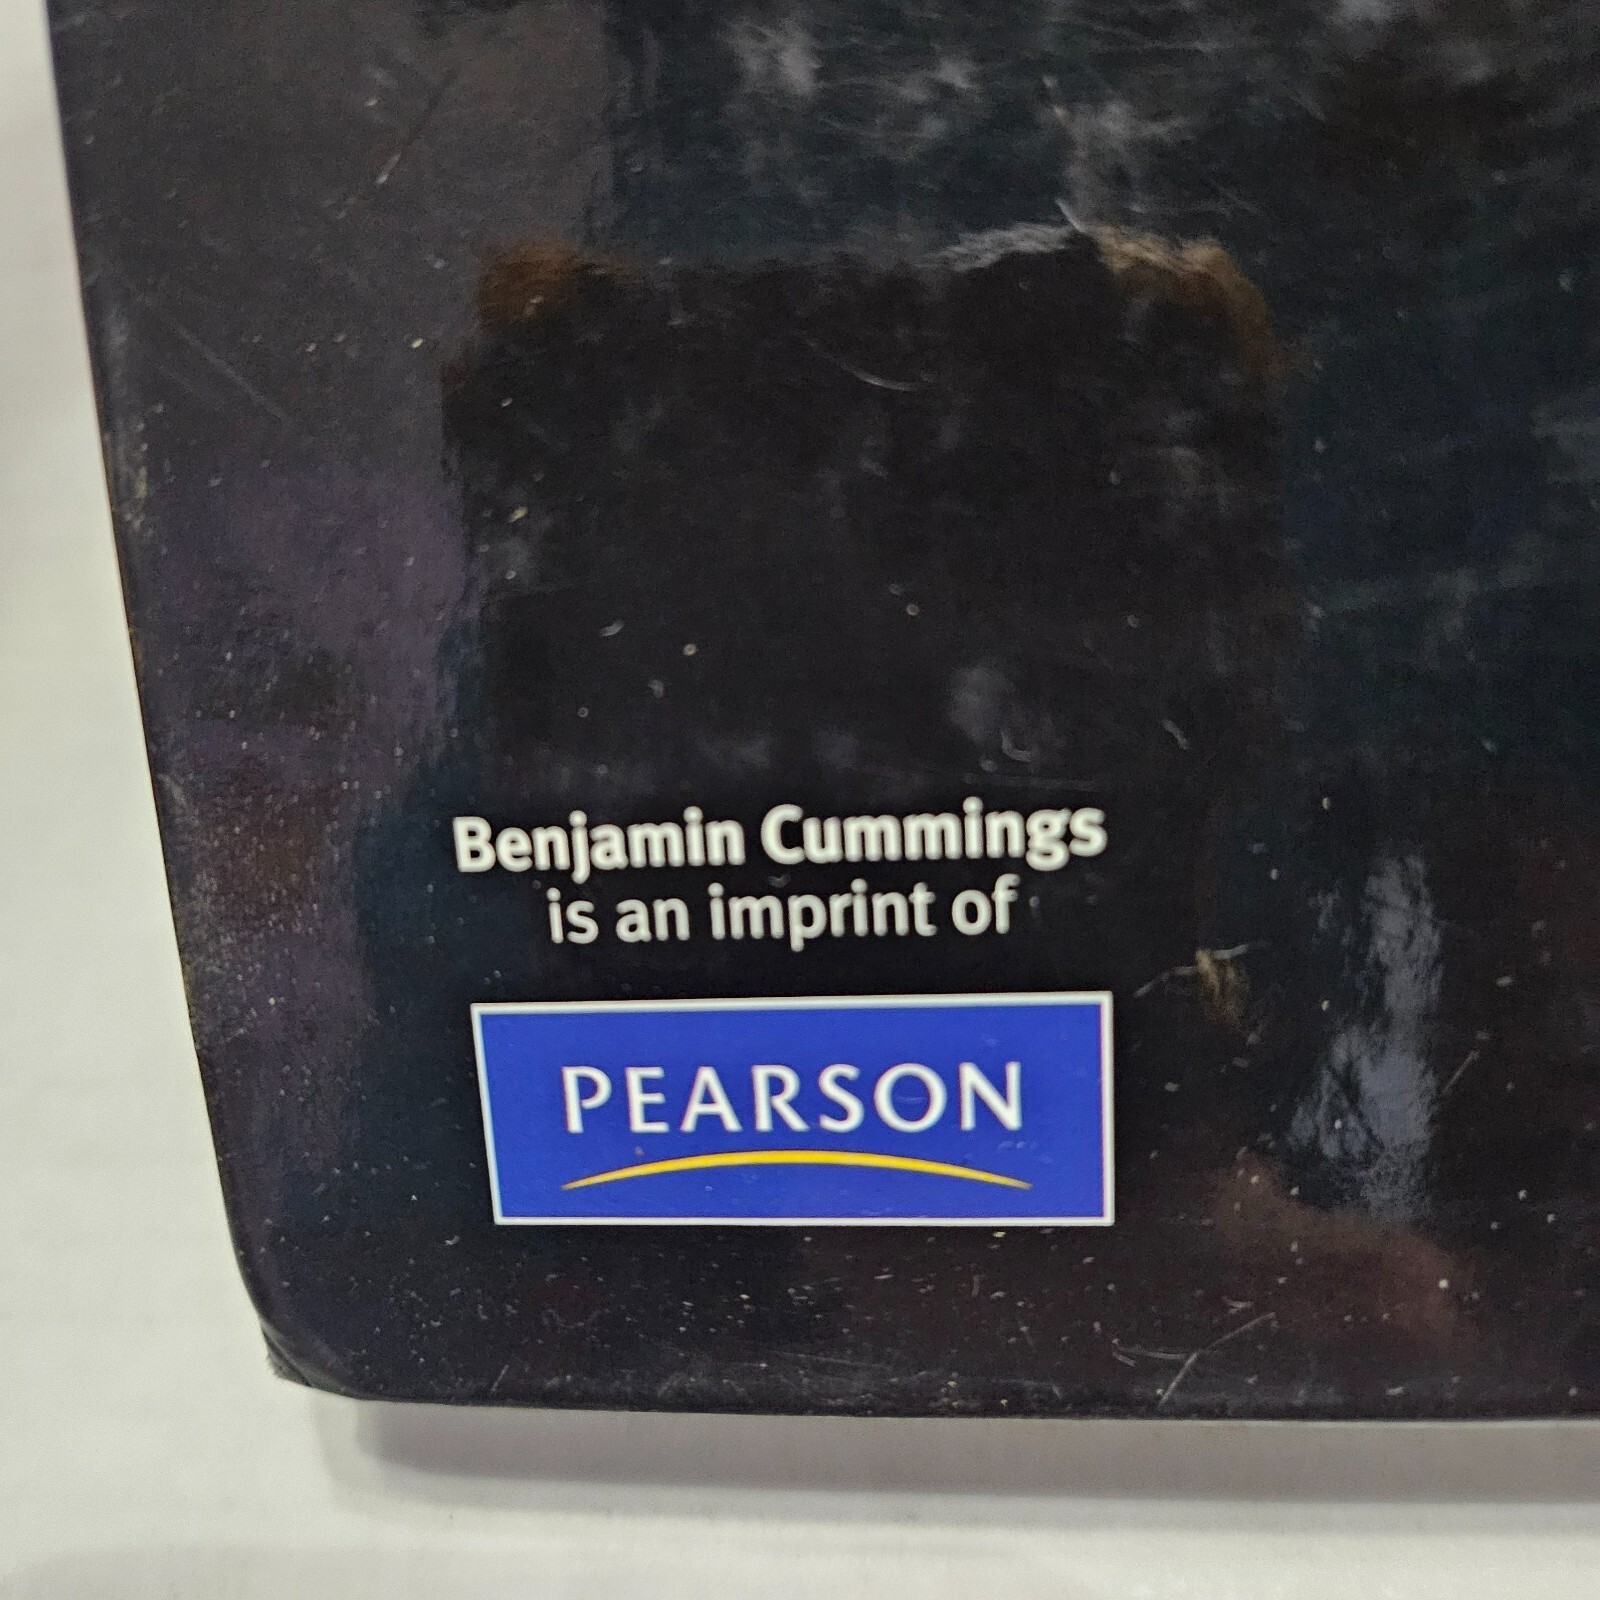 Benjamin Cummings
is an imprint of
PEARSON